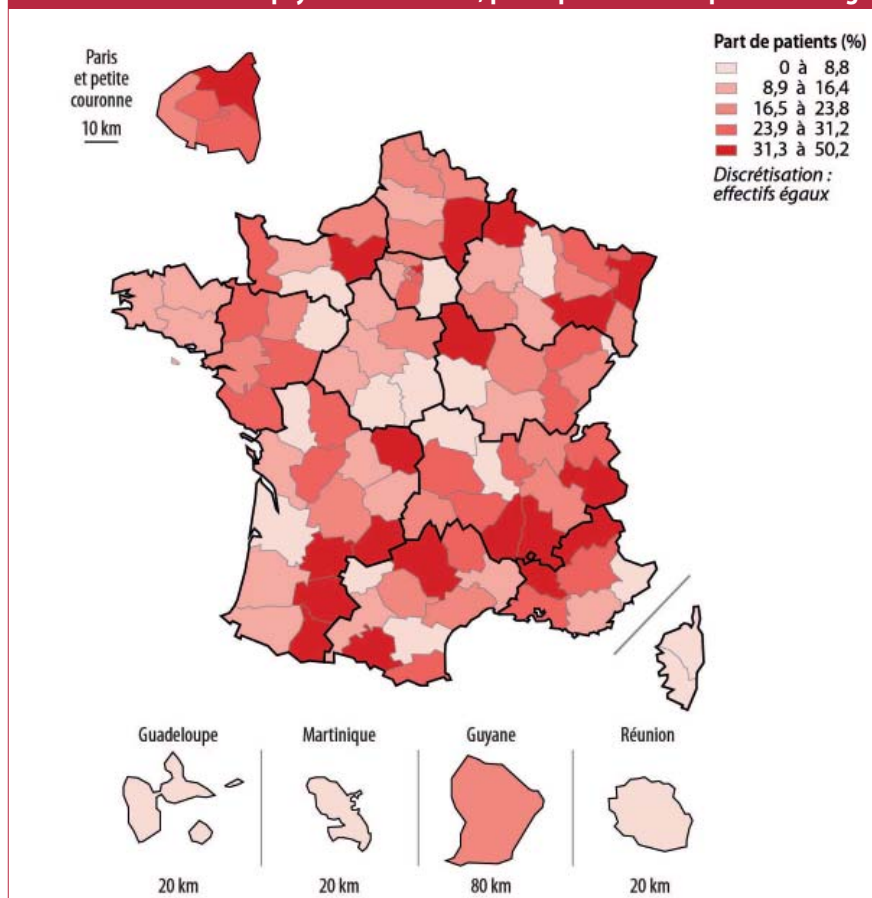 Part de patients (%)
0 à 8,8
8,9 à 16,4
16,5 à 23,8
23,9 à 31,2
31,3 à 50,2
Discrétisation :
effectifs égaux
Paris
et petite
couronne
10 km
Guadeloupe
Martinique
Guyane
Réunion
20 km
20 km
80 km
20 km